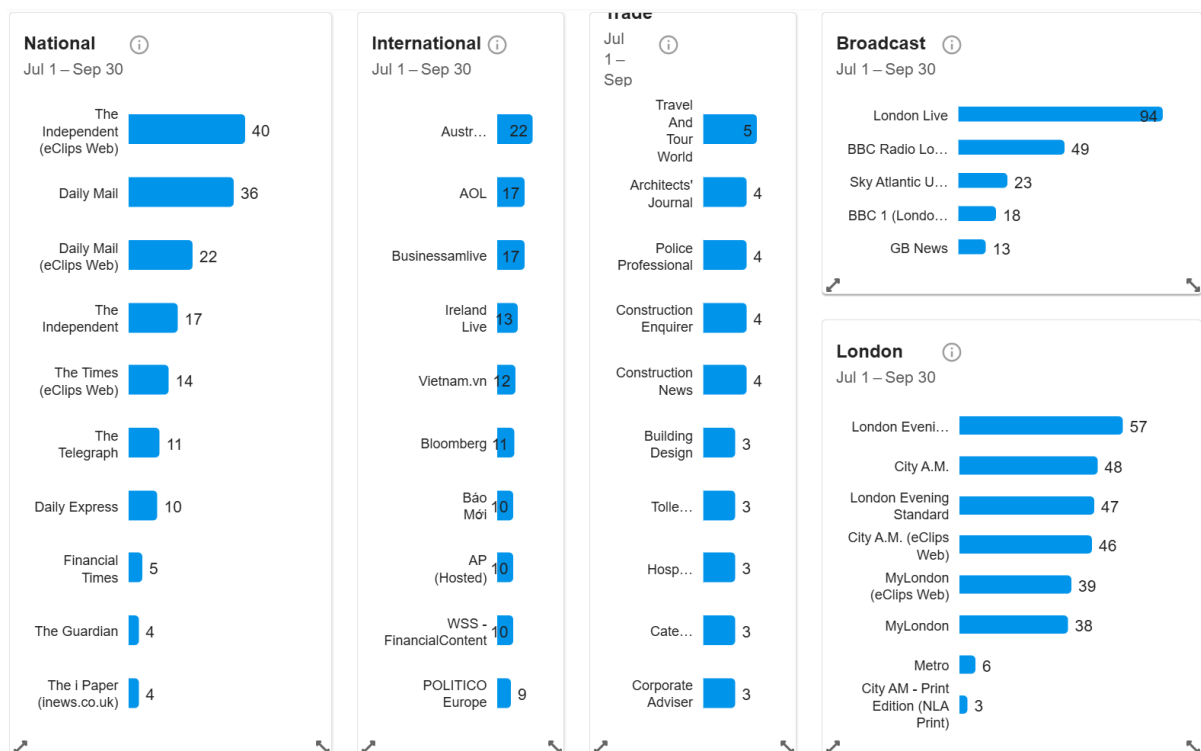 National
Jul 1 – Sep 30
The
Independent
(eClips Web)
40
Daily Mail
36
Daily Mail
(eClips Web)
22
The
Independent
17
The Times
(eClips Web)
14
The
Telegraph
11
Daily Express
10
Financial
Times
5
The Guardian
4
The i Paper
(inews.co.uk)
4
International
Jul 1 – Sep 30
Austr…
22
AOL
17
Businessamlive
17
Ireland
Live
13
Vietnam.vn
12
Bloomberg
11
Báo
Mới
10
AP
(Hosted)
10
WSS -
FinancialContent
10
POLITICO
Europe
9
Trade
Jul
1 –
Sep
Travel
And
Tour
World
5
Architects'
Journal
4
Police
Professional
4
Construction
Enquirer
4
Construction
News
4
Building
Design
3
Tolle…
3
Hosp…
3
Cate…
3
Corporate
Adviser
3
Broadcast
Jul 1 – Sep 30
London Live
94
BBC Radio Lo…
49
Sky Atlantic U…
23
BBC 1 (Londo…
18
GB News
13
London
Jul 1 – Sep 30
London Eveni…
57
City A.M.
48
London Evening
Standard
47
City A.M. (eClips
Web)
46
MyLondon
(eClips Web)
39
MyLondon
38
Metro
6
City AM - Print
Edition (NLA
Print)
3